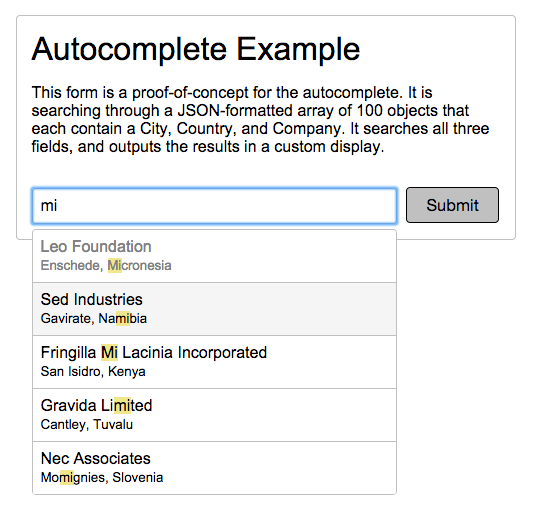 Autocomplete Example
This form is a proof-of-concept for the autocomplete. It is
searching through a JSON-formatted array of 100 objects that
each contain a City, Country, and Company. It searches all three
fields, and outputs the results in a custom display.
mi
Submit
Leo Foundation
Enschede, Micronesia
Sed Industries
Gavirate, Namibia
Fringilla Mi Lacinia Incorporated
San Isidro, Kenya
Gravida Limited
Cantley, Tuvalu
Nec Associates
Momignies, Slovenia